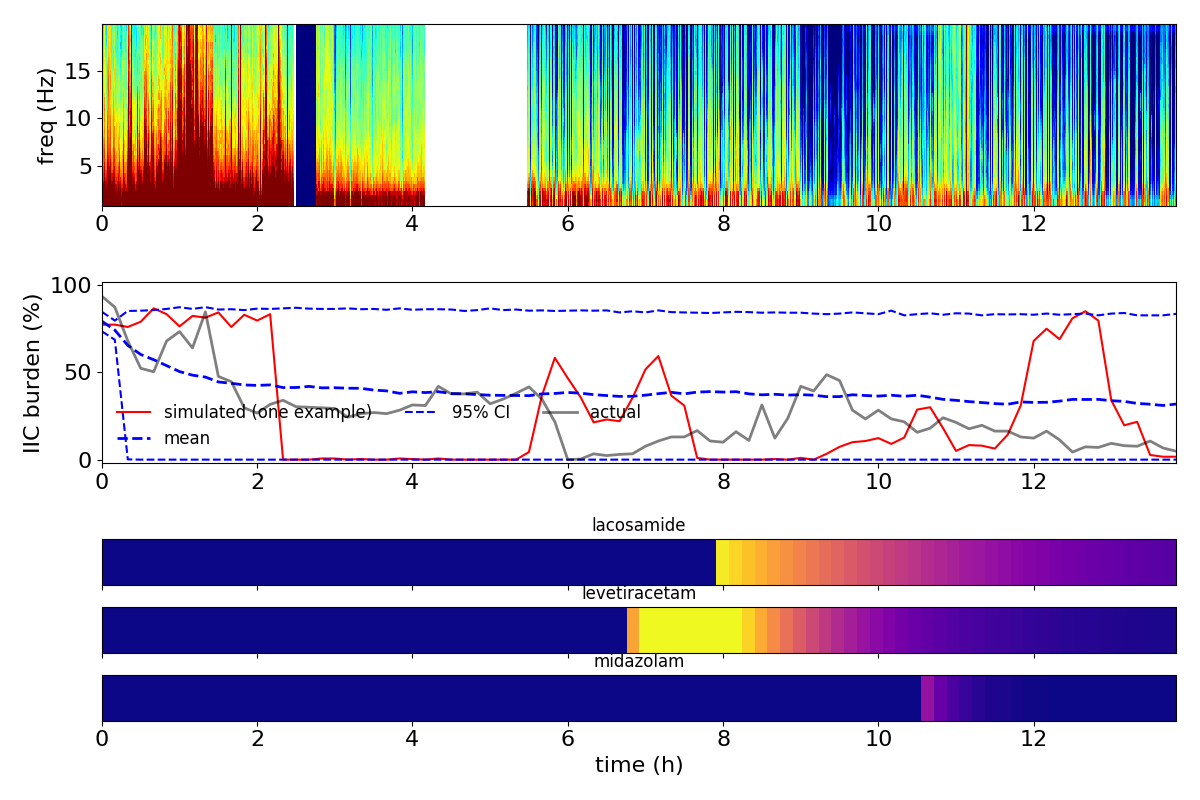 freq (Hz)
15
10
5
0 2 4 6 8 10 12
IIC burden (%)
100
50
0
simulated (one example) 95% CI actual
mean
0 2 4 6 8 10 12
lacosamide
levetiracetam
midazolam
0 2 4 6 8 10 12
time (h)